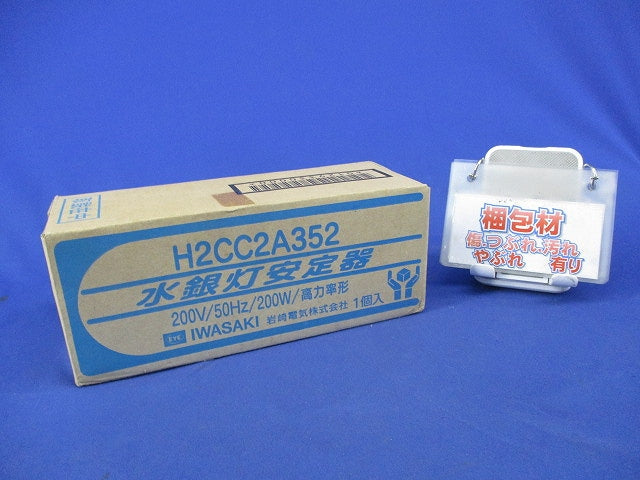 H2CC2A352
水銀灯安定器
200V/50Hz/200W/高力率形
EYE IWASAKI 岩崎電気株式会社 1個入
梱包材
傷、つぶれ、汚れ
やぶれ 有り